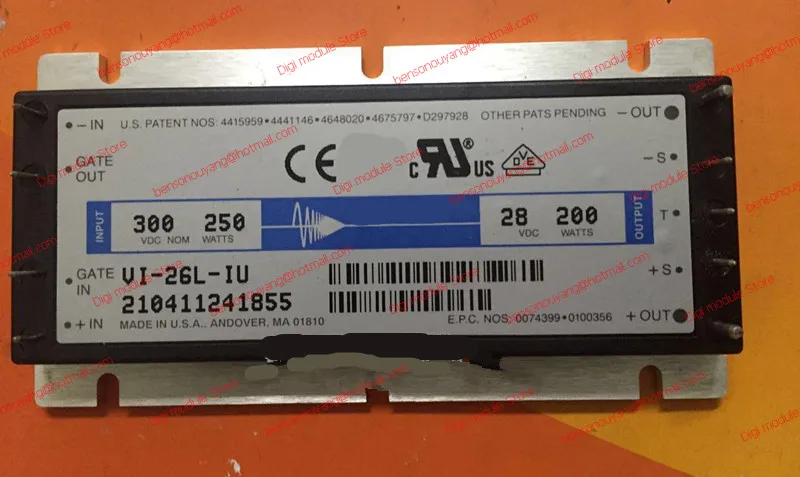 - IN U.S. PATENT NOS: 4415959•4441146•4648020•4675797•D297928 OTHER PATS PENDING - OUT
GATE OUT
CE
c RU ® US
VDE
- S
INPUT
300 250
VDC NOM WATTS
28 200
VDC WATTS
OUTPUT
T
GATE IN
VI-26L-IU
+ S
210411241855
+ IN MADE IN U.S.A., ANDOVER, MA 01810
E.P.C. NOS: 0074399•0100356 + OUT
Digi module Store
bensonouyang@hotmail.com